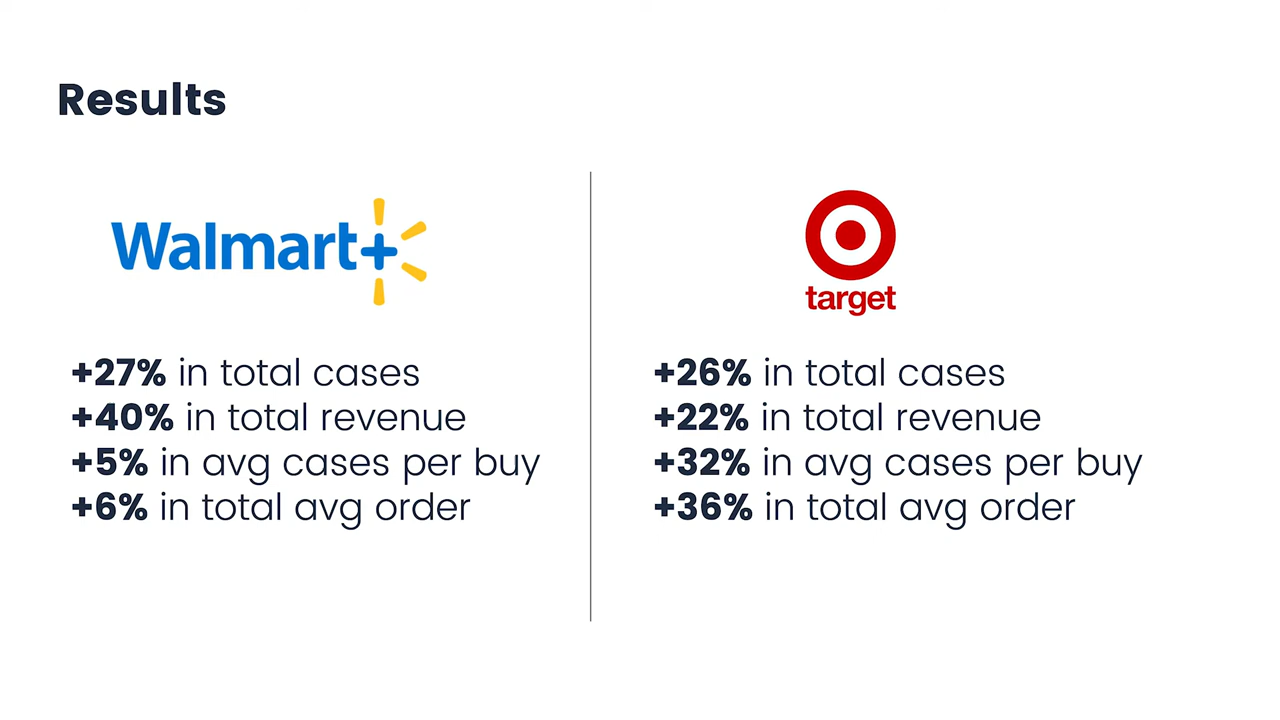 Results
Walmart+
+27% in total cases
+40% in total revenue
+5% in avg cases per buy
+6% in total avg order
target
+26% in total cases
+22% in total revenue
+32% in avg cases per buy
+36% in total avg order